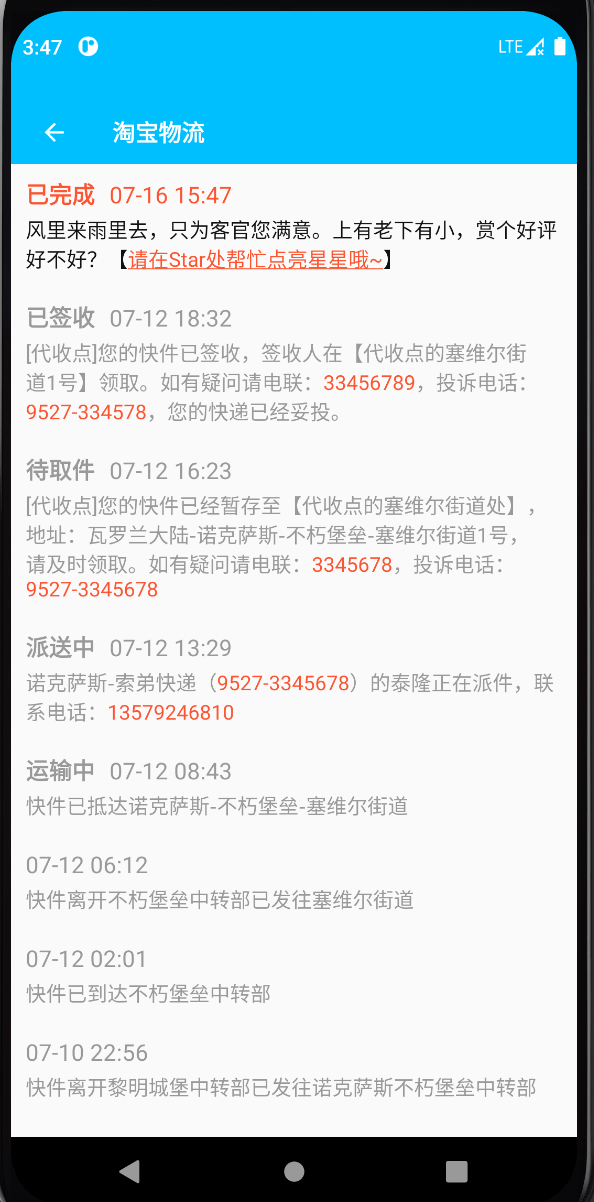 3:47
LTE
淘宝物流
已完成 07-16 15:47
风里来雨里去，只为客官您满意。上有老下有小，赏个好评
好不好？【请在Star处帮忙点亮星星哦~】
已签收 07-12 18:32
[代收点]您的快件已签收，签收人在【代收点的塞维尔街
道1号】领取。如有疑问请电联：33456789，投诉电话：
9527-334578，您的快递已经妥投。
待取件 07-12 16:23
[代收点]您的快件已经暂存至【代收点的塞维尔街道处】，
地址：瓦罗兰大陆-诺克萨斯-不朽堡垒-塞维尔街道1号，
请及时领取。如有疑问请电联：3345678，投诉电话：
9527-3345678
派送中 07-12 13:29
诺克萨斯-索弟快递（9527-3345678）的泰隆正在派件，联
系电话：13579246810
运输中 07-12 08:43
快件已抵达诺克萨斯-不朽堡垒-塞维尔街道
07-12 06:12
快件离开不朽堡垒中转部已发往塞维尔街道
07-12 02:01
快件已到达不朽堡垒中转部
07-10 22:56
快件离开黎明城堡中转部已发往诺克萨斯不朽堡垒中转部